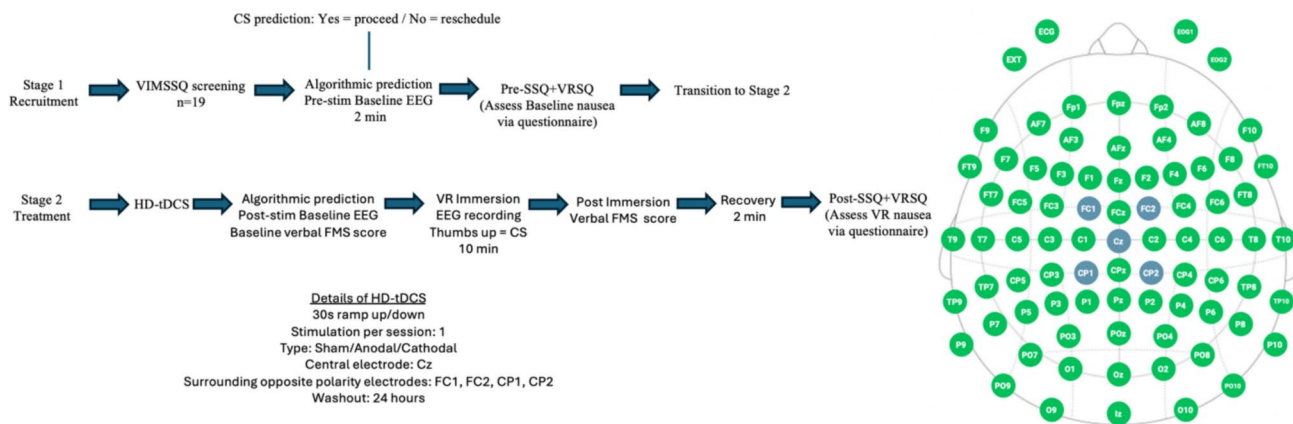 CS prediction: Yes = proceed / No = reschedule
Stage 1
Recruitment
VIMSSQ screening
n=19
Algorithmic prediction
Pre-stim Baseline EEG
2 min
Pre-SSQ+VRSQ
(Assess Baseline nausea
via questionnaire)
Transition to Stage 2
Stage 2
Treatment
HD-tDCS
Algorithmic prediction
Post-stim Baseline EEG
Baseline verbal FMS score
VR Immersion
EEG recording
Thumbs up = CS
10 min
Post Immersion
Verbal FMS score
Recovery
2 min
Post-SSQ+VRSQ
(Assess VR nausea
via questionnaire)
Details of HD-tDCS
30s ramp up/down
Stimulation per session: 1
Type: Sham/Anodal/Cathodal
Central electrode: Cz
Surrounding opposite polarity electrodes: FC1, FC2, CP1, CP2
Washout: 24 hours
ECG EOG1
EXT EOG2
Fp1 Fpz Fp2
F9 AF7 AF3 AFz AF4 AF8 F10
FT9 F7 F5 F3 F1 Fz F2 F4 F6 F8 FT10
FT7 FC5 FC3 FC1 FCz FC2 FC4 FC6 FT8
T9 T7 C5 C3 C1 Cz C2 C4 C6 T8 T10
TP9 TP7 CP5 CP3 CP1 CPz CP2 CP4 CP6 TP8 TP10
P9 P7 P5 P3 P1 Pz P2 P4 P6 P8 P10
PO9 PO7 PO3 POz PO4 PO8 PO10
O1 Oz O2
O9 Iz O10